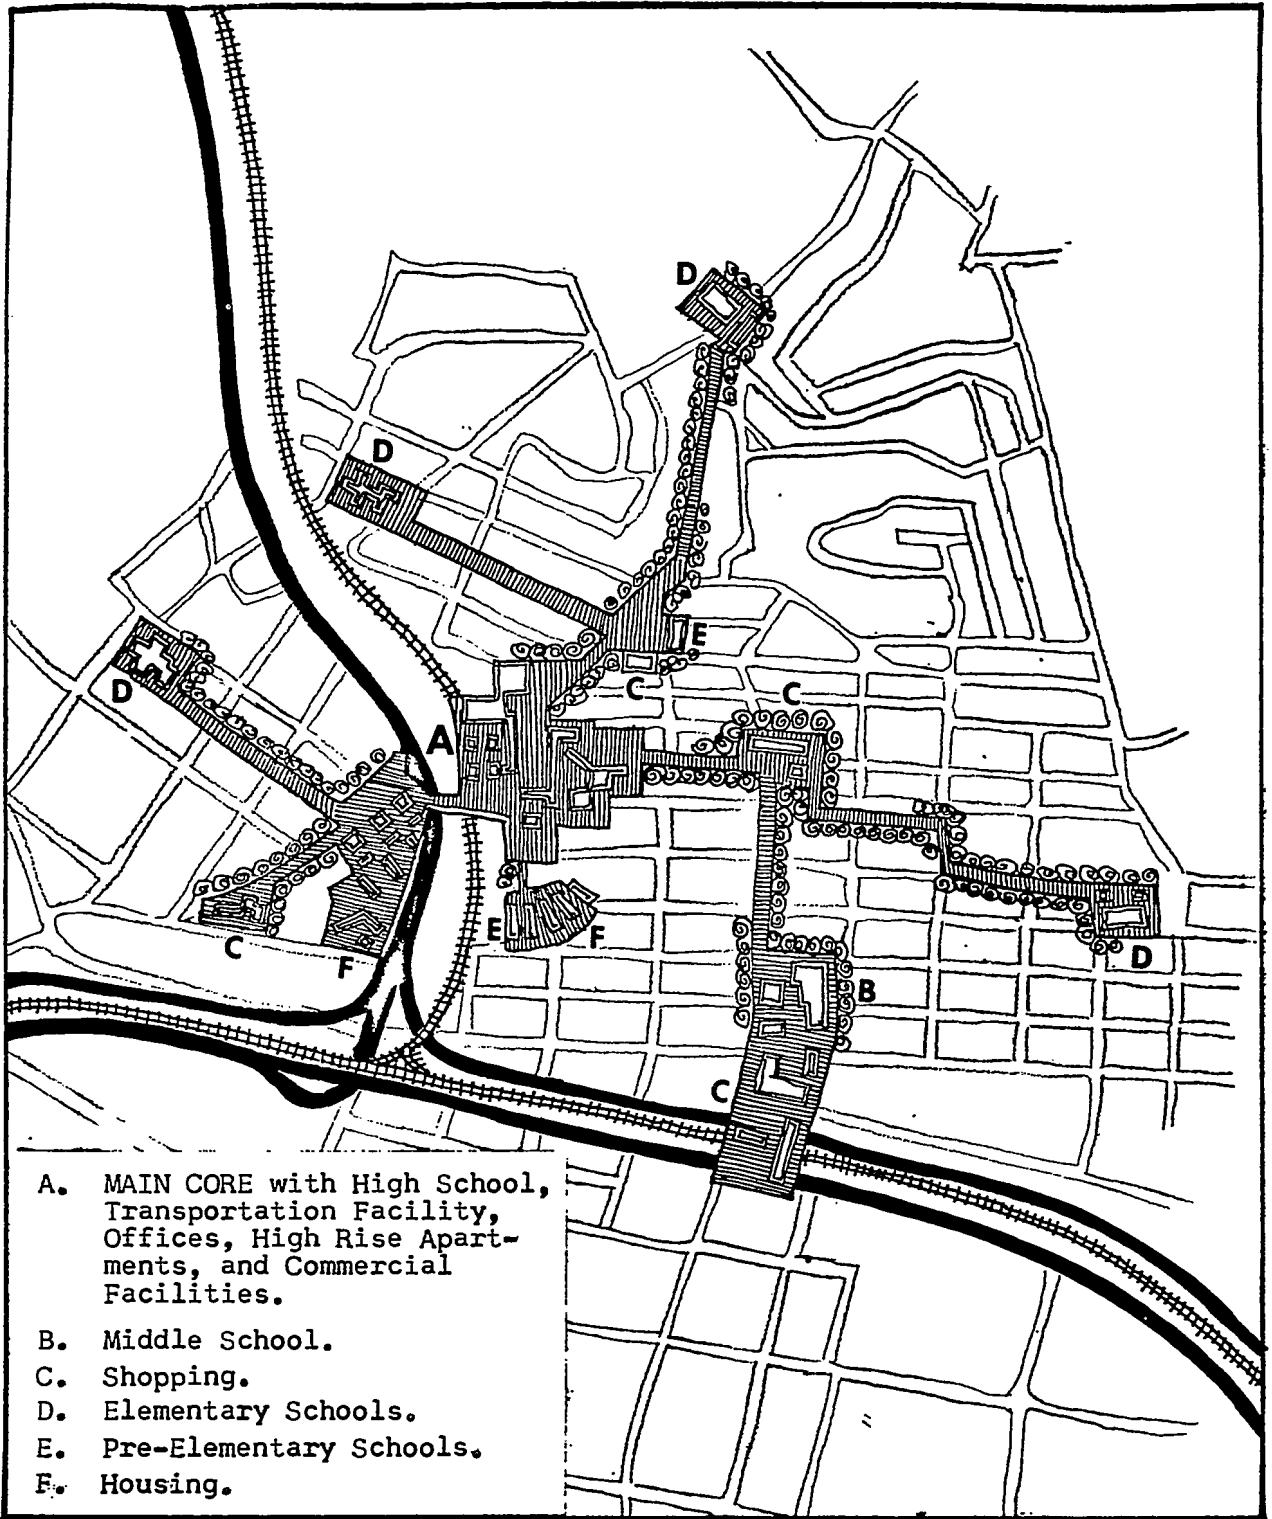 D
D
E
D
C
C
A
E
F
C
F
D
B
C
A. MAIN CORE with High School,
Transportation Facility,
Offices, High Rise Apart-
ments, and Commercial
Facilities.
B. Middle School.
C. Shopping.
D. Elementary Schools.
E. Pre-Elementary Schools.
F. Housing.